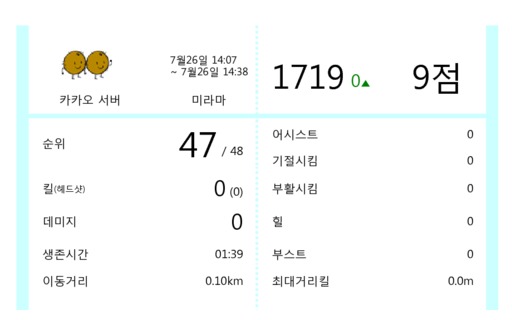 7월26일 14:07
~ 7월26일 14:38
카카오 서버
미라마
1719 0▲
9점
순위
47 / 48
킬(헤드샷)
0 (0)
데미지
0
생존시간
01:39
이동거리
0.10km
어시스트
0
기절시킴
0
부활시킴
0
힐
0
부스트
0
최대거리킬
0.0m